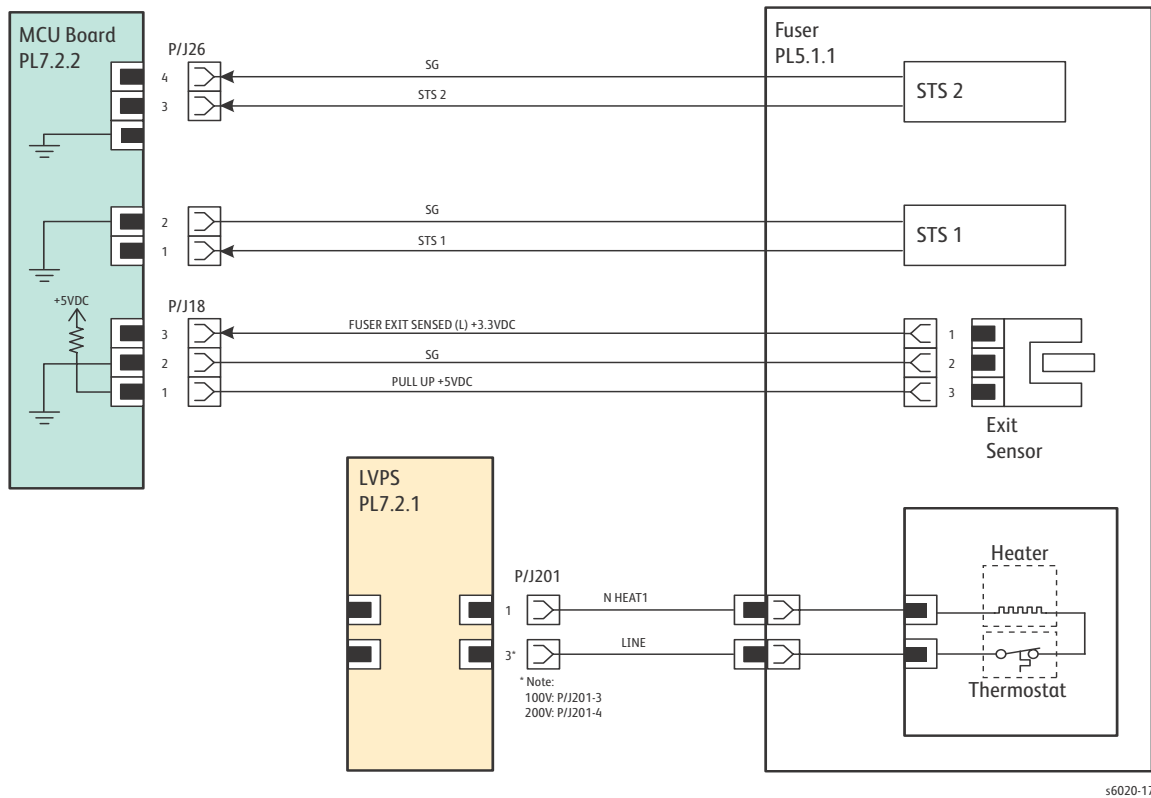 MCU Board
PL7.2.2
P/J26
4
SG
3
STS 2
STS 2
Fuser
PL5.1.1
2
SG
1
STS 1
STS 1
+5VDC
P/J18
3
FUSER EXIT SENSED (L) +3.3VDC
1
2
SG
2
1
PULL UP +5VDC
3
Exit
Sensor
LVPS
PL7.2.1
P/J201
1
N HEAT1
3*
LINE
* Note:
100V: P/J201-3
200V: P/J201-4
Heater
Thermostat
s6020-179